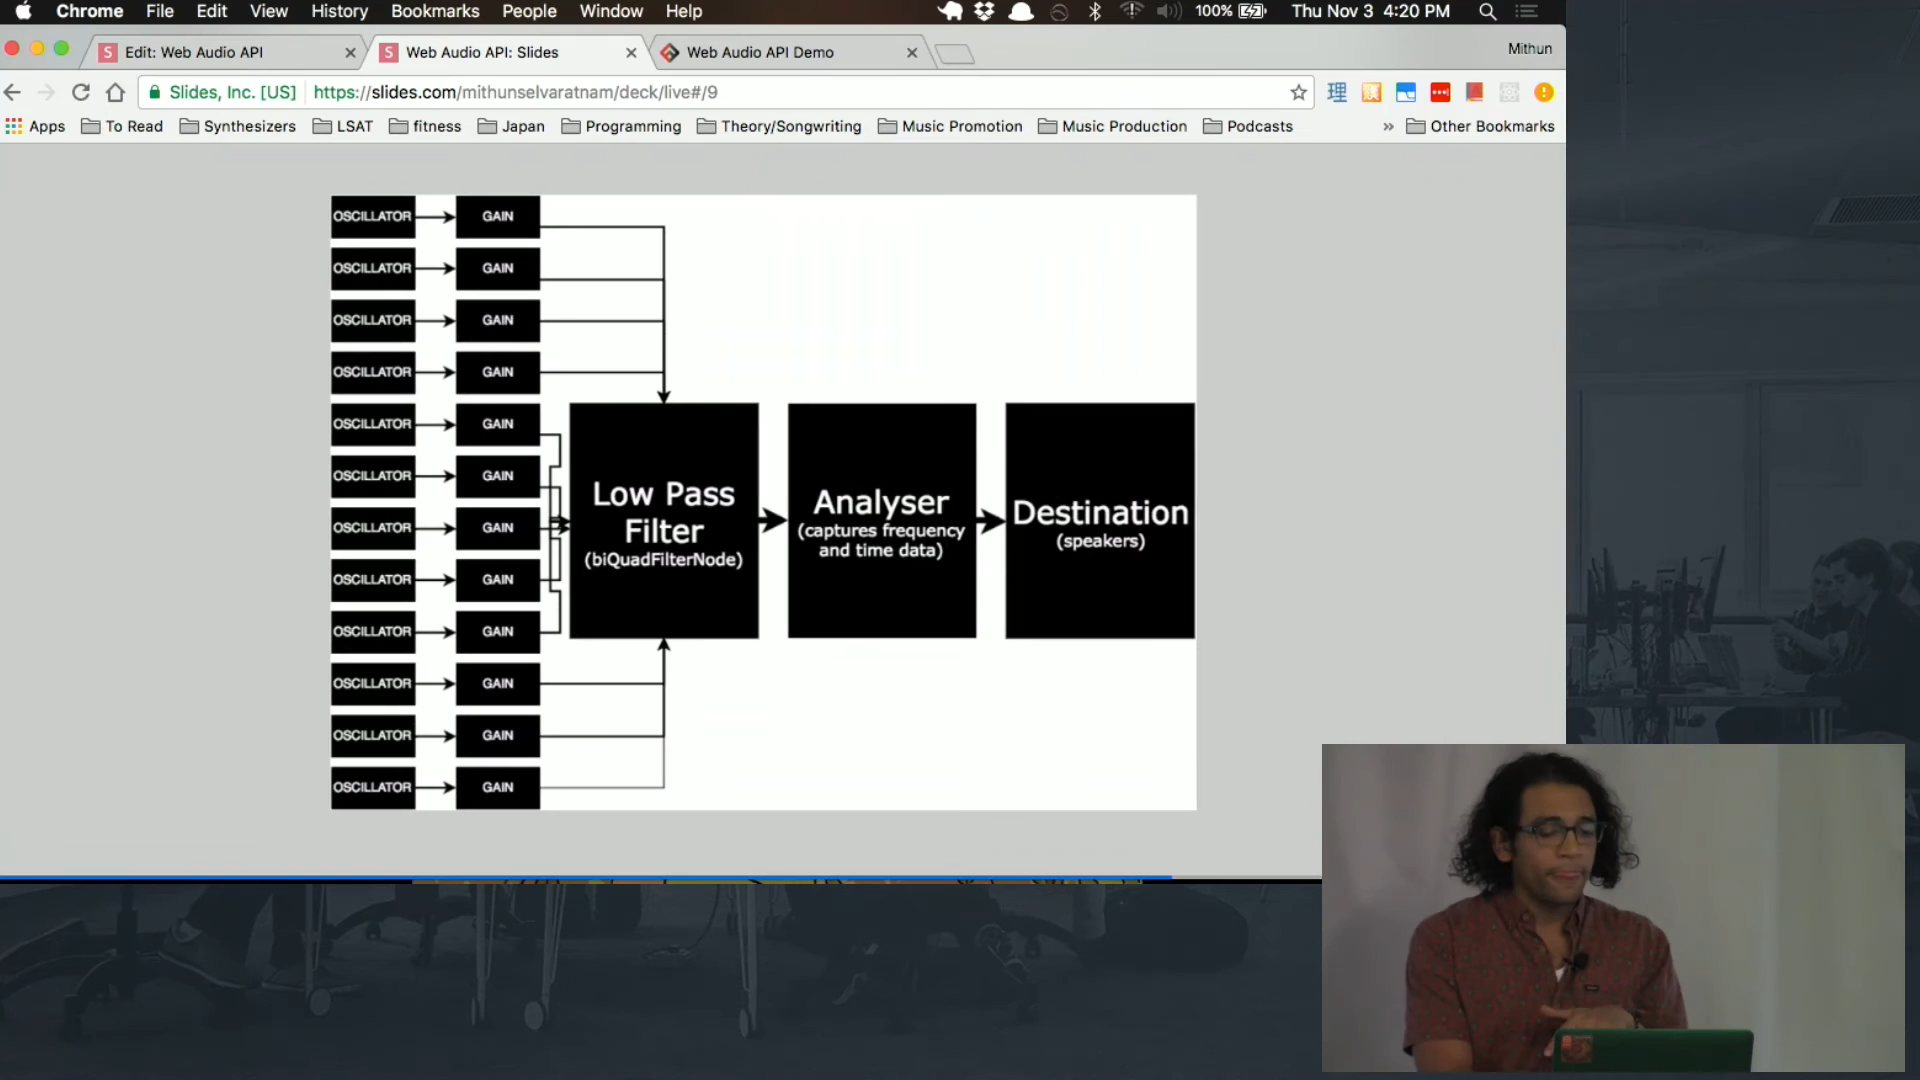 Chrome File Edit View History Bookmarks People Window Help 100% Thu Nov 3 4:20 PM
Edit: Web Audio API Web Audio API: Slides Web Audio API Demo Mithun
Slides, Inc. [US] https://slides.com/mithunselvaratnam/deck/live#/9 理 漢
Apps To Read Synthesizers LSAT fitness Japan Programming Theory/Songwriting Music Promotion Music Production Podcasts » Other Bookmarks
OSCILLATOR GAIN
OSCILLATOR GAIN
OSCILLATOR GAIN
OSCILLATOR GAIN
OSCILLATOR GAIN
OSCILLATOR GAIN
OSCILLATOR GAIN
OSCILLATOR GAIN
OSCILLATOR GAIN
OSCILLATOR GAIN
OSCILLATOR GAIN
OSCILLATOR GAIN
Low Pass
Filter
(biQuadFilterNode)
Analyser
(captures frequency
and time data)
Destination
(speakers)